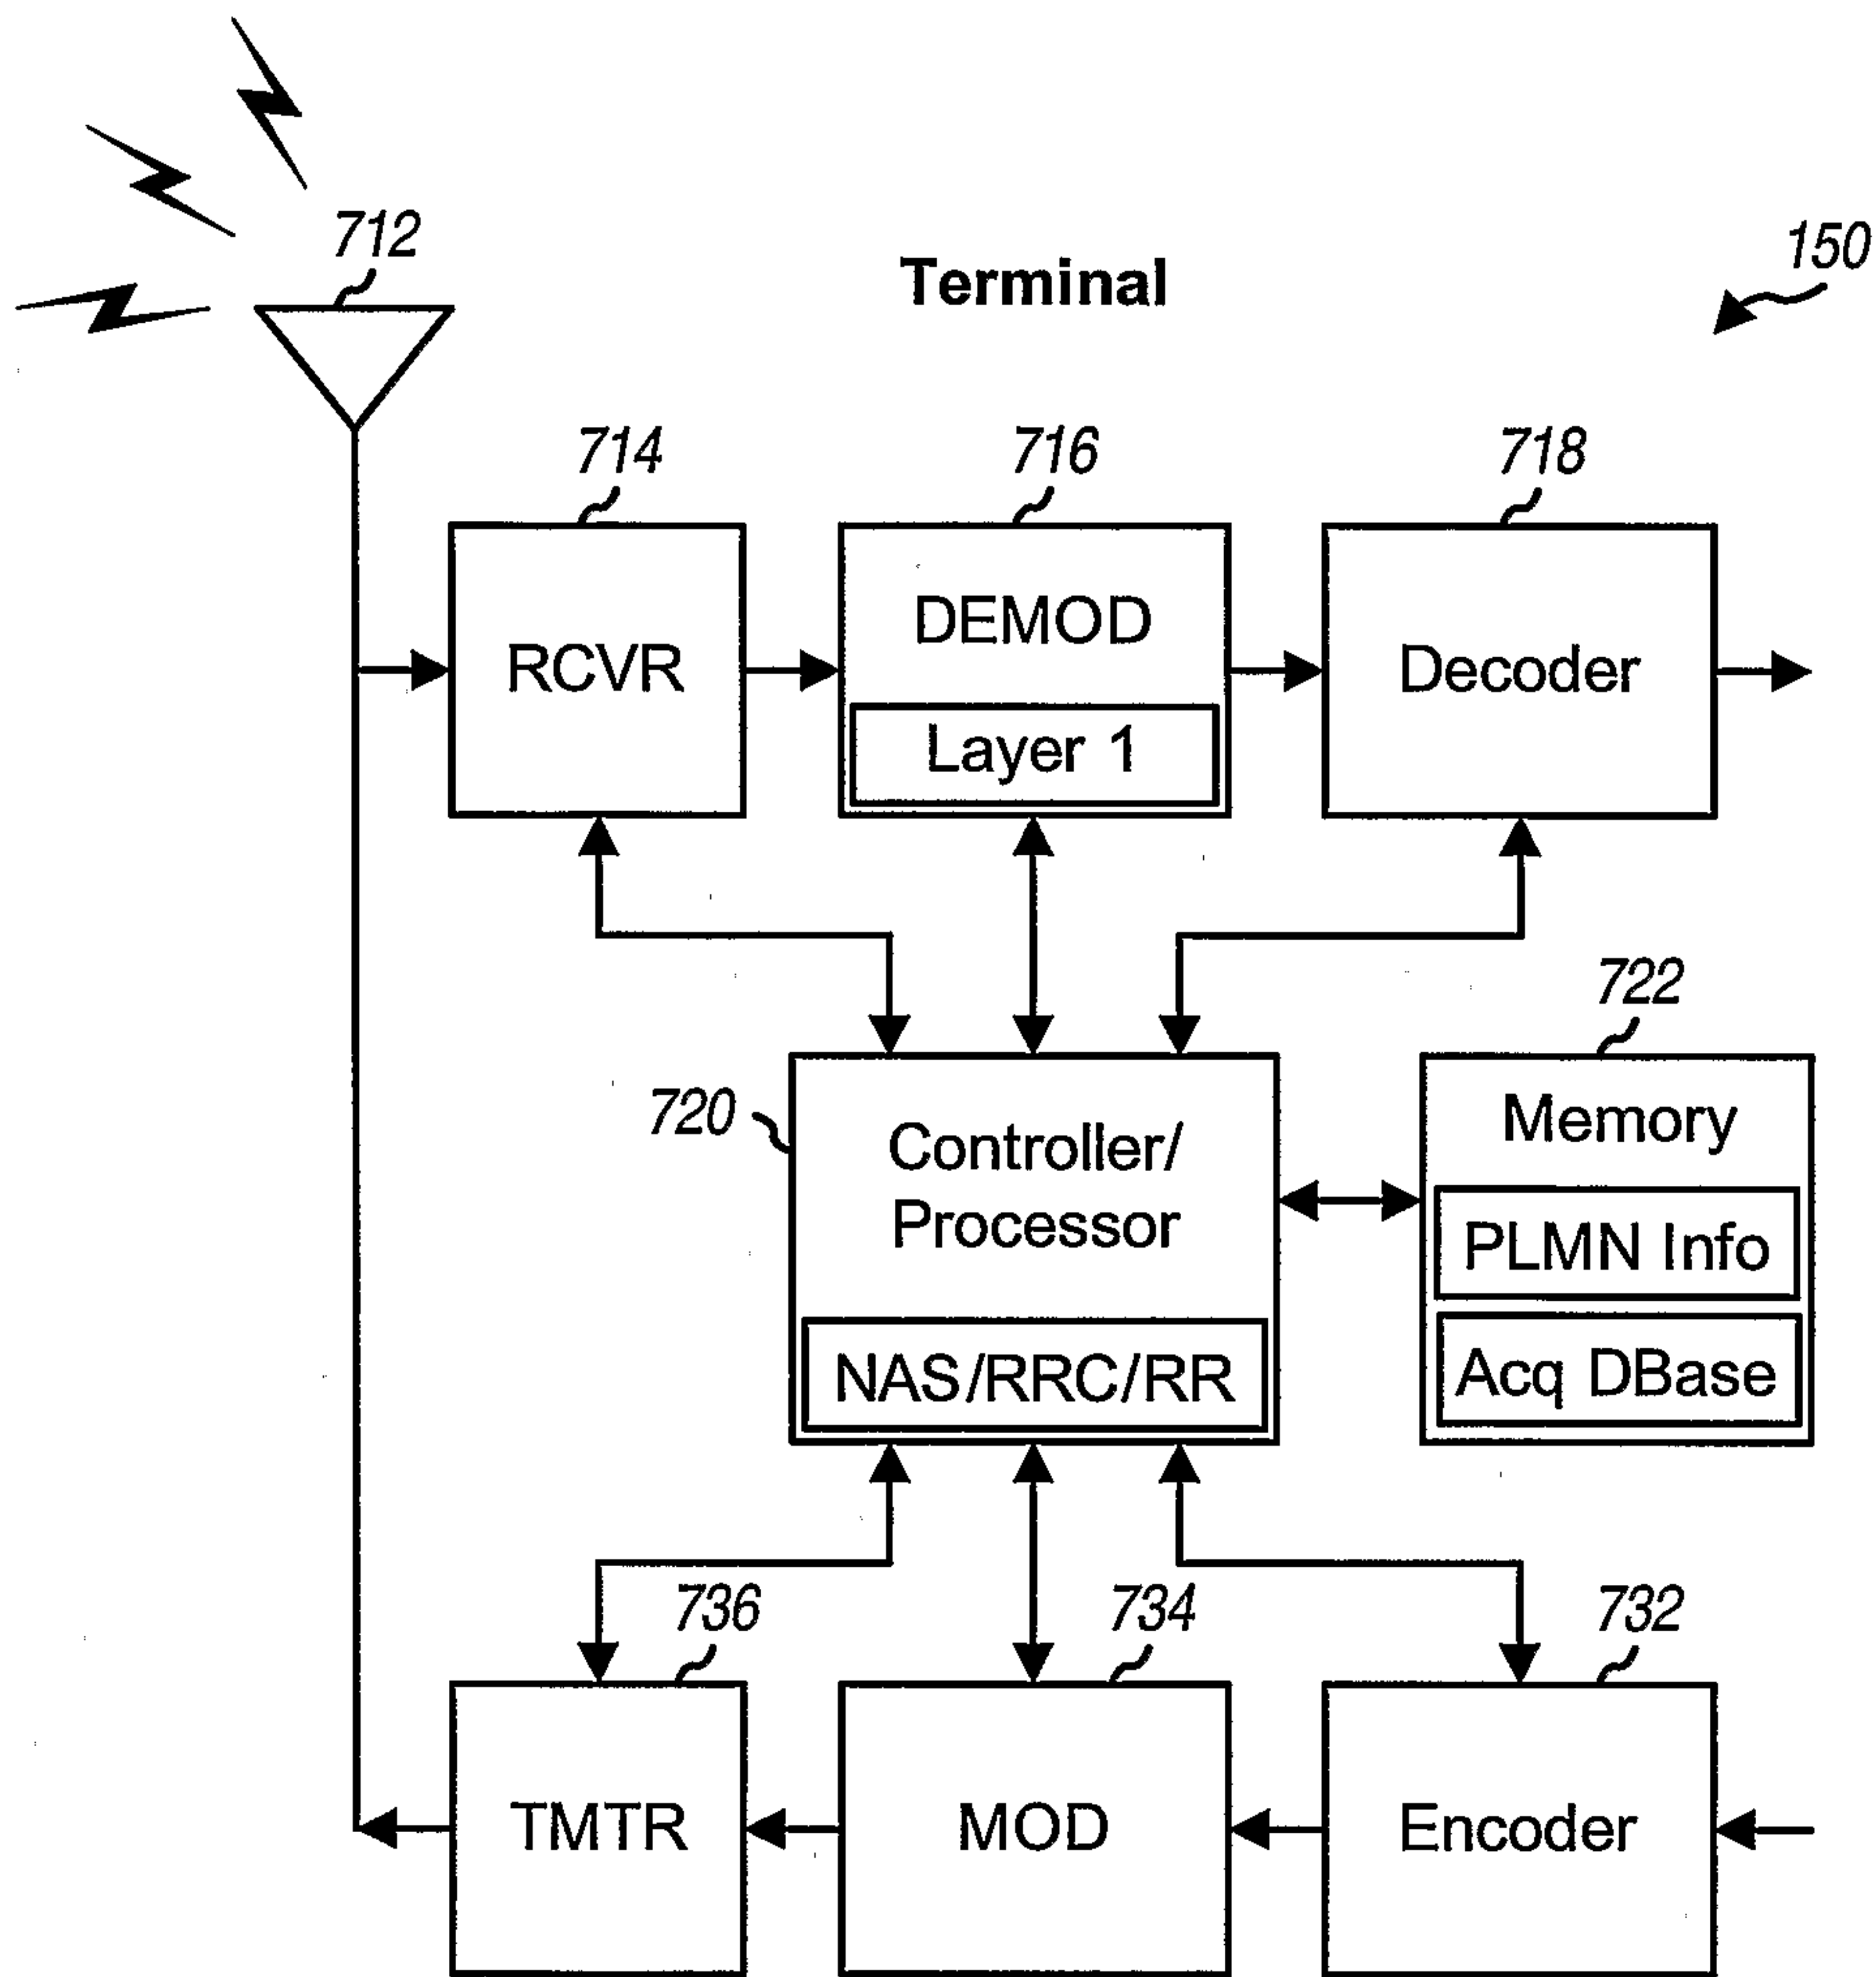 712
Terminal
150
714
716
718
RCVR
DEMOD
Layer 1
Decoder
722
720
Controller/
Processor
NAS/RRC/RR
Memory
PLMN Info
Acq DBase
736
734
732
TMTR
MOD
Encoder